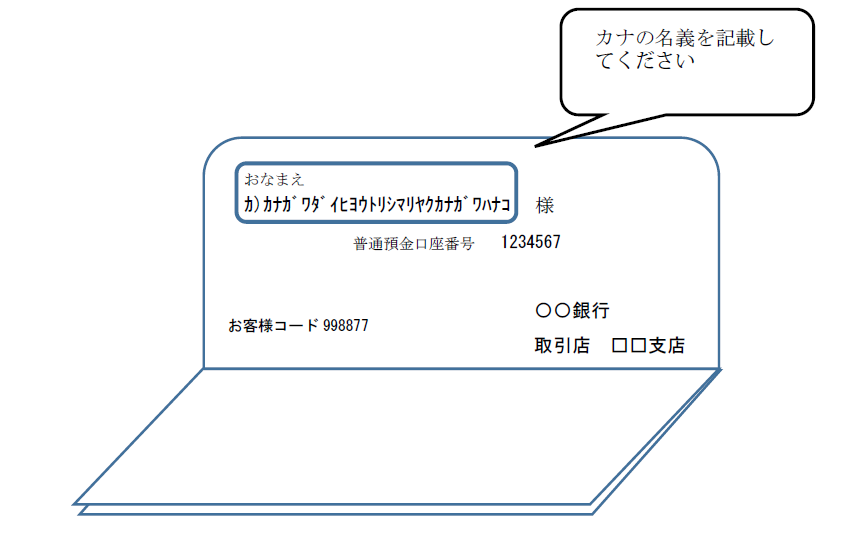 カナの名義を記載し
てください
おなまえ
カ)カナガワダイヒヨウトリシマリヤクカナガワハナコ 様
普通預金口座番号 1234567
〇〇銀行
お客様コード 998877
取引店 □□支店